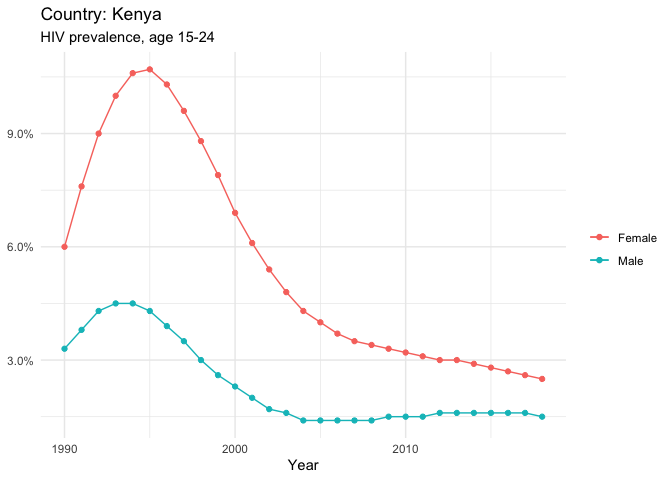 Country: Kenya
HIV prevalence, age 15-24
9.0%
6.0%
3.0%
1990
2000
2010
Year
Female
Male